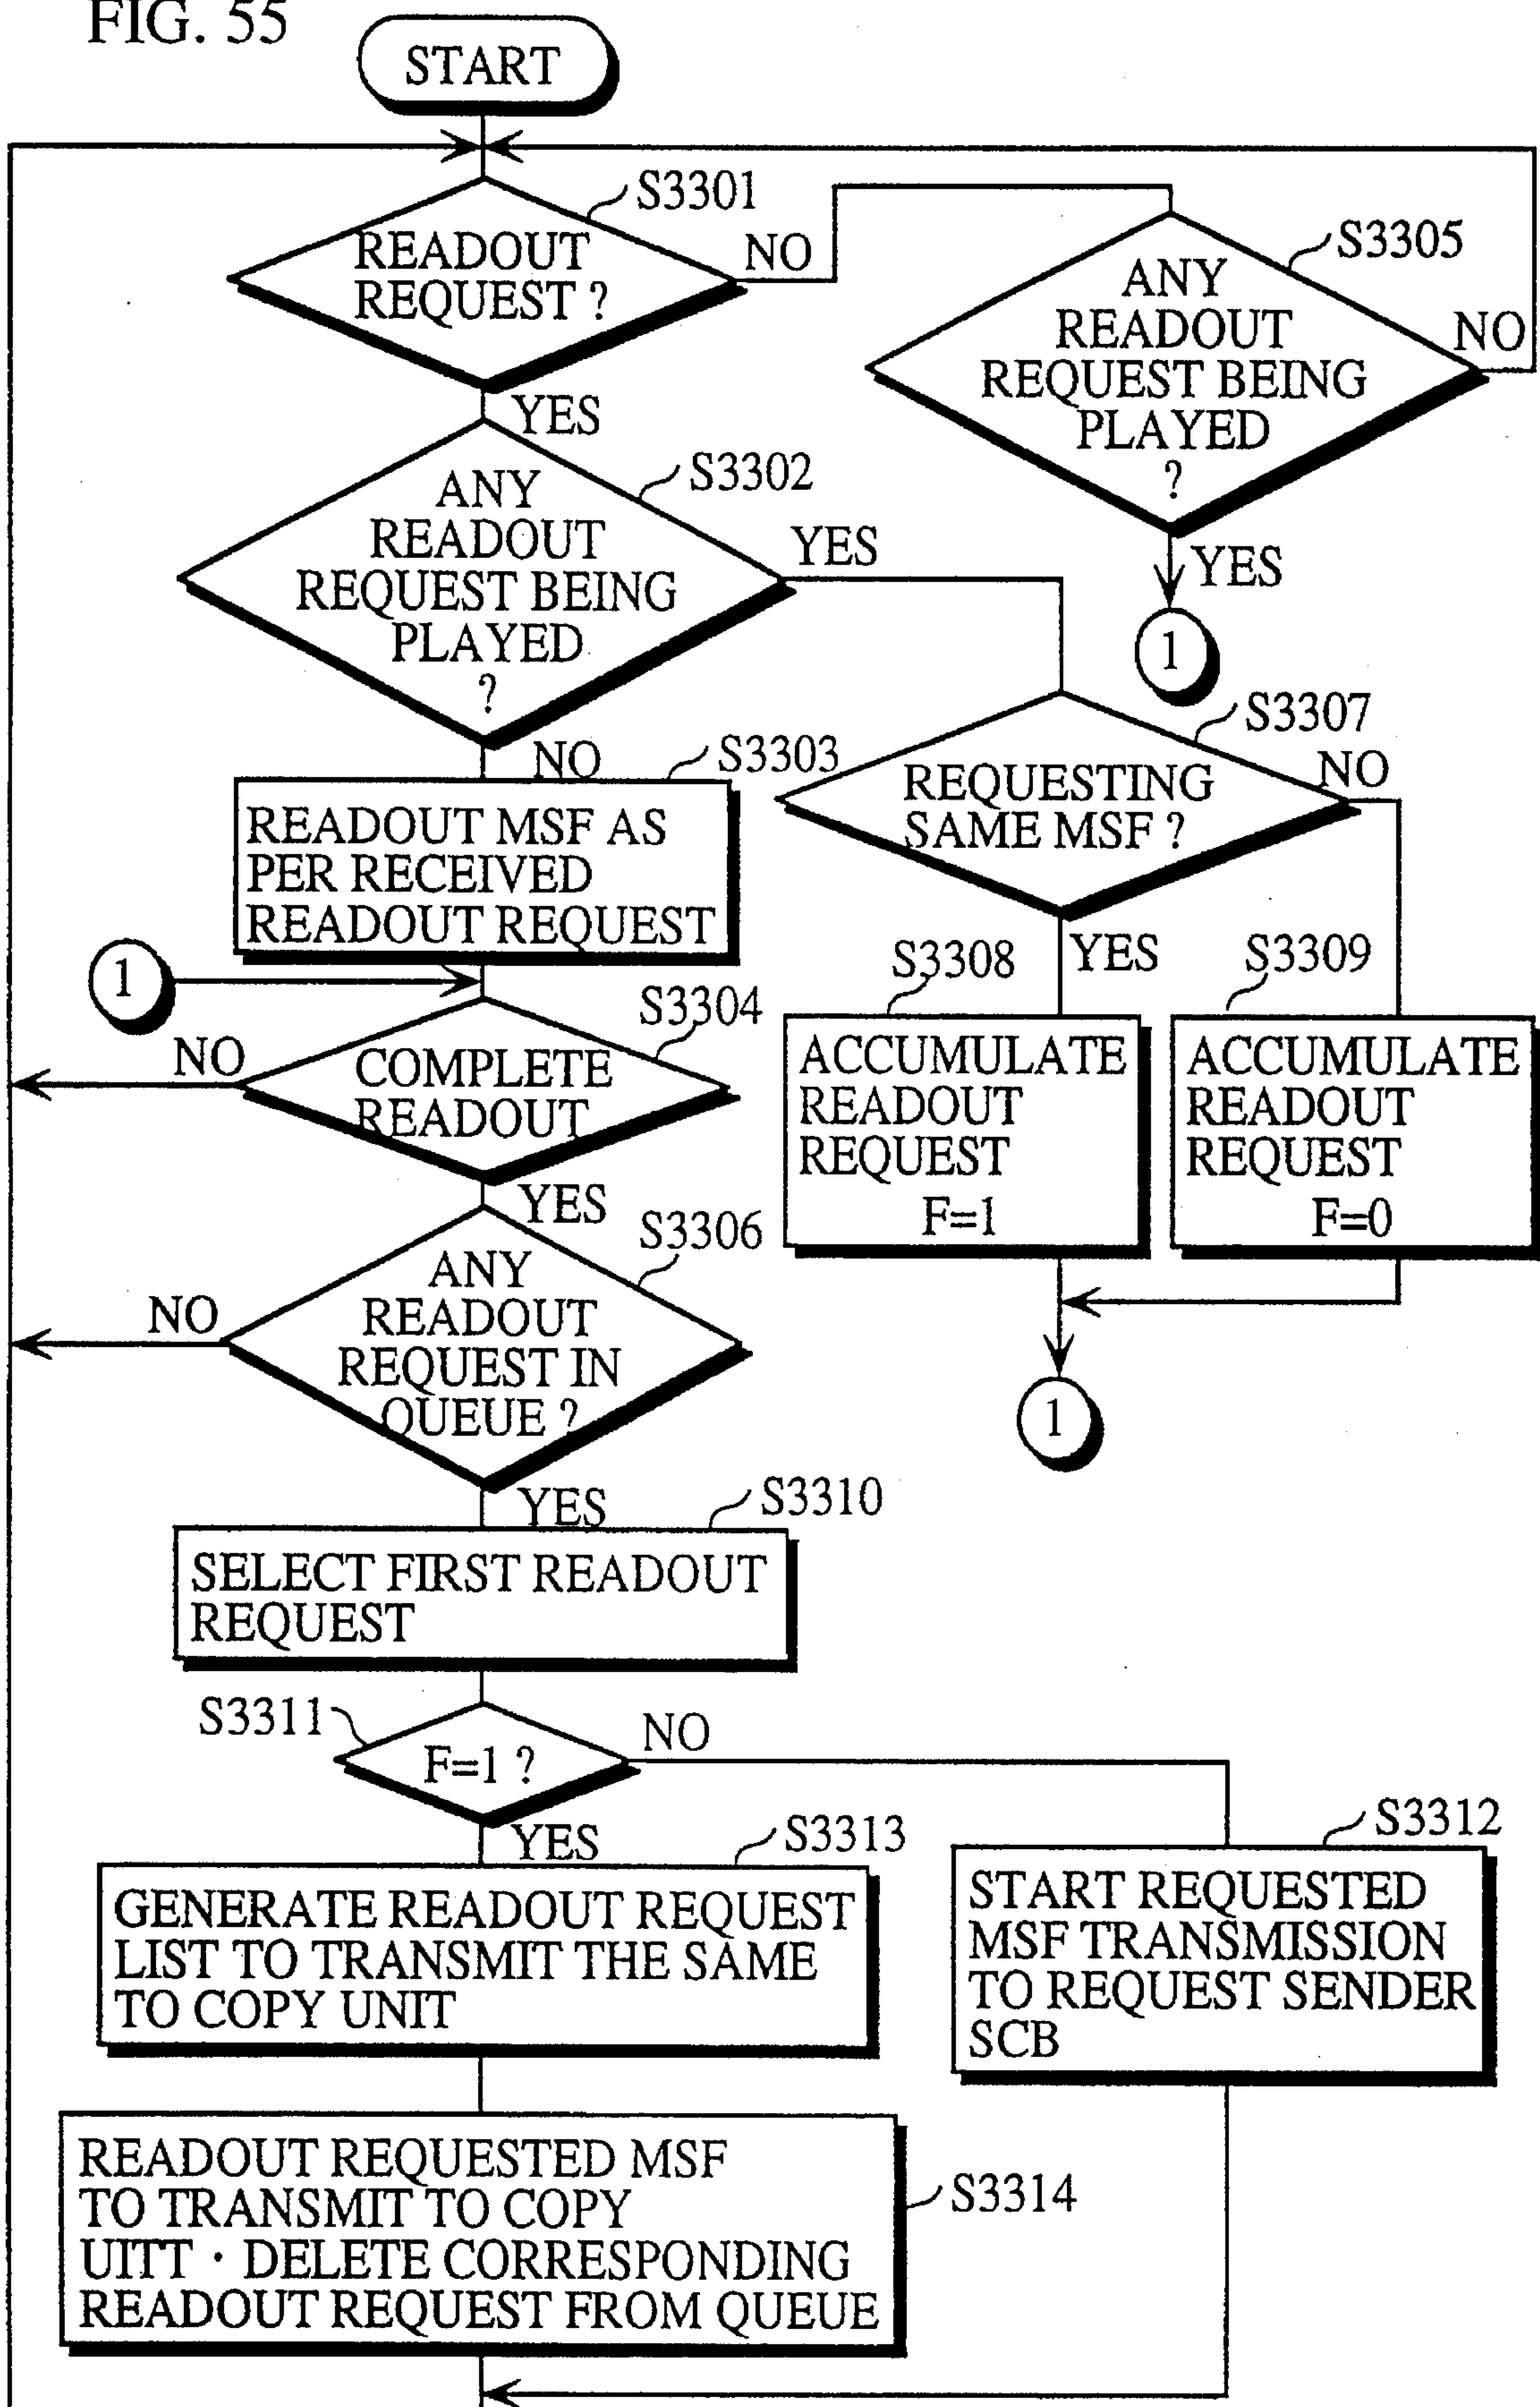 FIG. 55
START
S3301
READOUT
REQUEST ?
NO
YES
S3305
ANY
READOUT
REQUEST BEING
PLAYED
?
NO
YES
1
S3302
ANY
READOUT
REQUEST BEING
PLAYED
?
YES
NO
S3303
READOUT MSF AS
PER RECEIVED
READOUT REQUEST
S3307
REQUESTING
SAME MSF ?
NO
YES
1
S3304
COMPLETE
READOUT
NO
YES
S3308
ACCUMULATE
READOUT
REQUEST
F=1
S3309
ACCUMULATE
READOUT
REQUEST
F=0
1
S3306
ANY
READOUT
REQUEST IN
QUEUE ?
NO
YES
S3310
SELECT FIRST READOUT
REQUEST
S3311
F=1 ?
NO
YES
S3313
GENERATE READOUT REQUEST
LIST TO TRANSMIT THE SAME
TO COPY UNIT
S3312
START REQUESTED
MSF TRANSMISSION
TO REQUEST SENDER
SCB
READOUT REQUESTED MSF
TO TRANSMIT TO COPY
UITT・DELETE CORRESPONDING
READOUT REQUEST FROM QUEUE
S3314